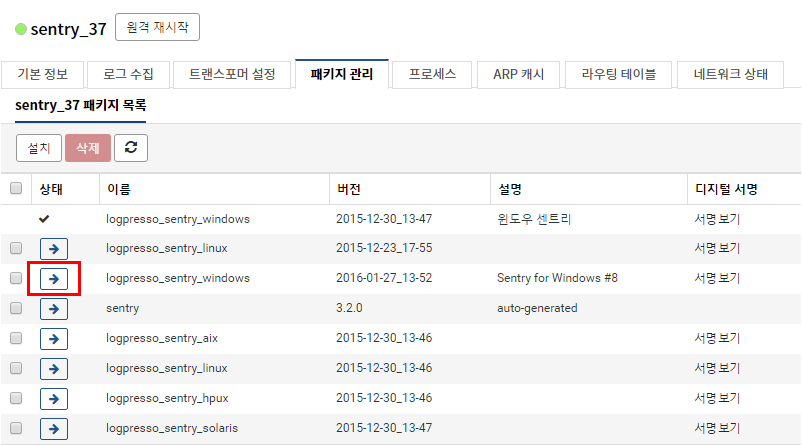 sentry_37 원격 재시작
기본 정보 로그 수집 트랜스포머 설정 패키지 관리 프로세스 ARP 캐시 라우팅 테이블 네트워크 상태
sentry_37 패키지 목록
설치 삭제
상태 이름 버전 설명 디지털 서명
logpresso_sentry_windows 2015-12-30_13-47 윈도우 센트리 서명보기
logpresso_sentry_linux 2015-12-23_17-55 서명보기
logpresso_sentry_windows 2016-01-27_13-52 Sentry for Windows #8 서명보기
sentry 3.2.0 auto-generated
logpresso_sentry_aix 2015-12-30_13-46 서명보기
logpresso_sentry_linux 2015-12-30_13-46 서명보기
logpresso_sentry_hpux 2015-12-30_13-46 서명보기
logpresso_sentry_solaris 2015-12-30_13-47 서명보기